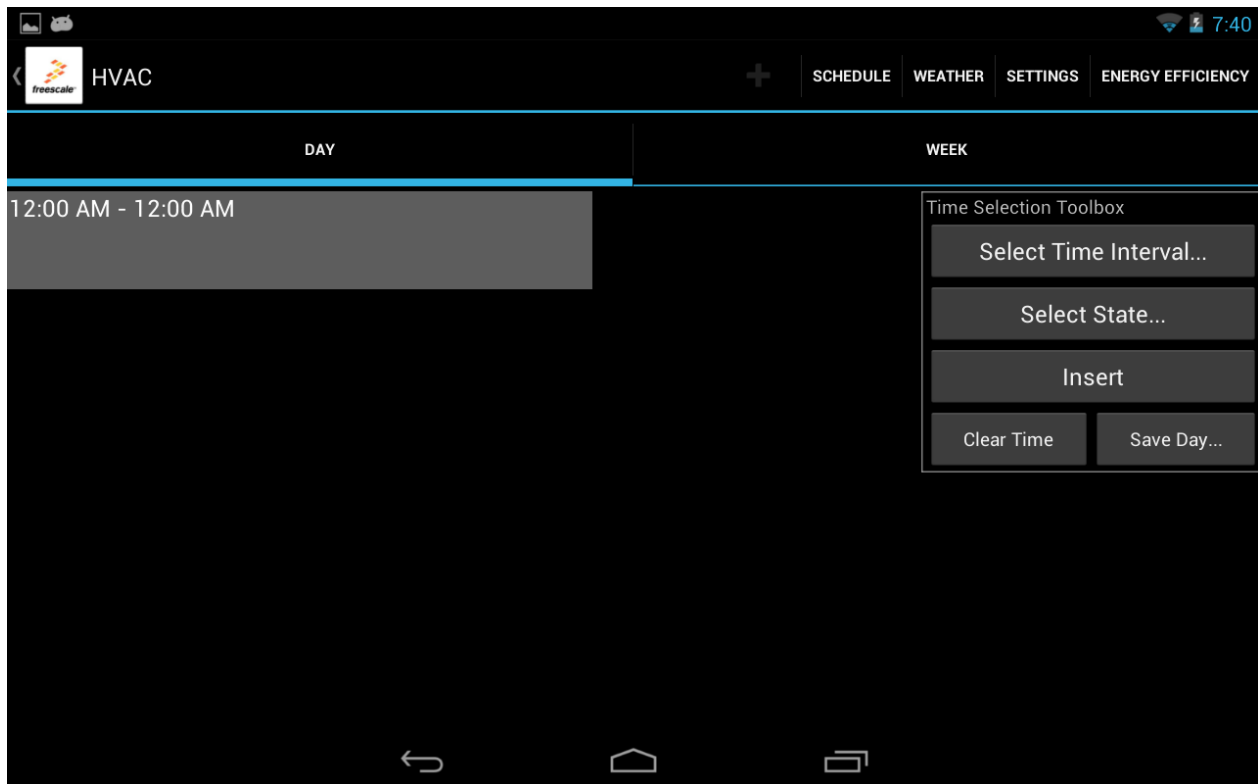 7:40
freescale
HVAC
SCHEDULE
WEATHER
SETTINGS
ENERGY EFFICIENCY
DAY
WEEK
12:00 AM - 12:00 AM
Time Selection Toolbox
Select Time Interval...
Select State...
Insert
Clear Time
Save Day...